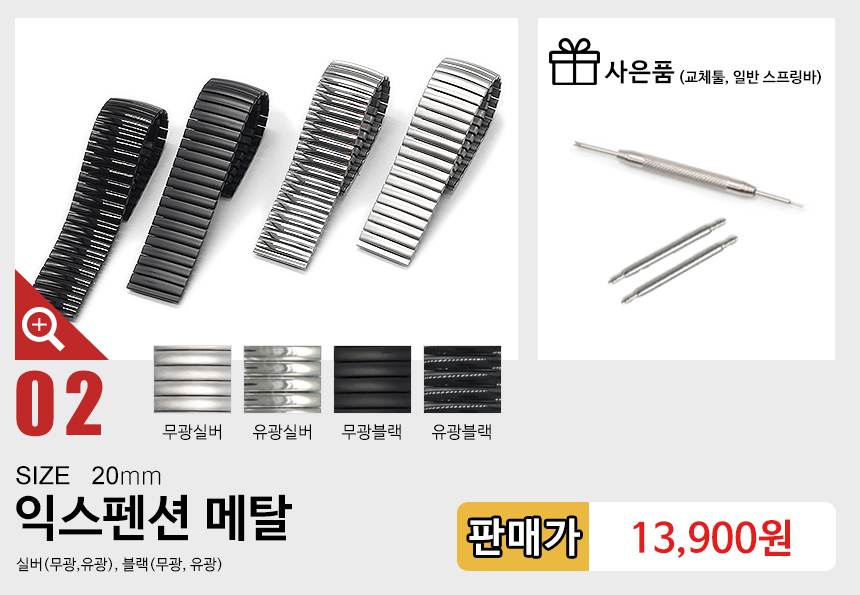 사은품 (교체툴, 일반 스프링바)
02
무광실버 유광실버 무광블랙 유광블랙
SIZE 20mm
익스펜션 메탈
실버(무광,유광), 블랙(무광, 유광)
판매가 13,900원